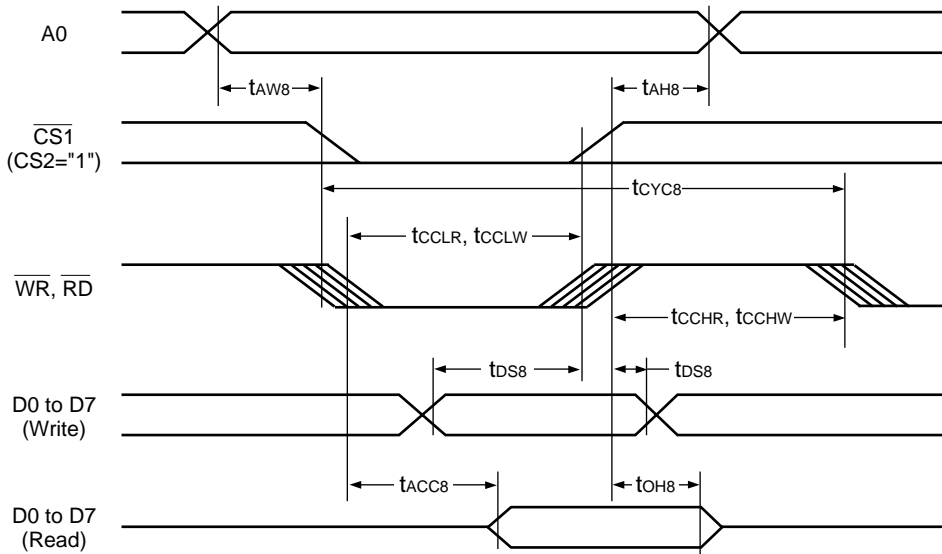 A0
tAW8
tAH8
CS1
(CS2="1")
tCYC8
tCCLR, tCCLW
WR, RD
tCCHR, tCCHW
tDS8
tDS8
D0 to D7
(Write)
tACC8
tOH8
D0 to D7
(Read)